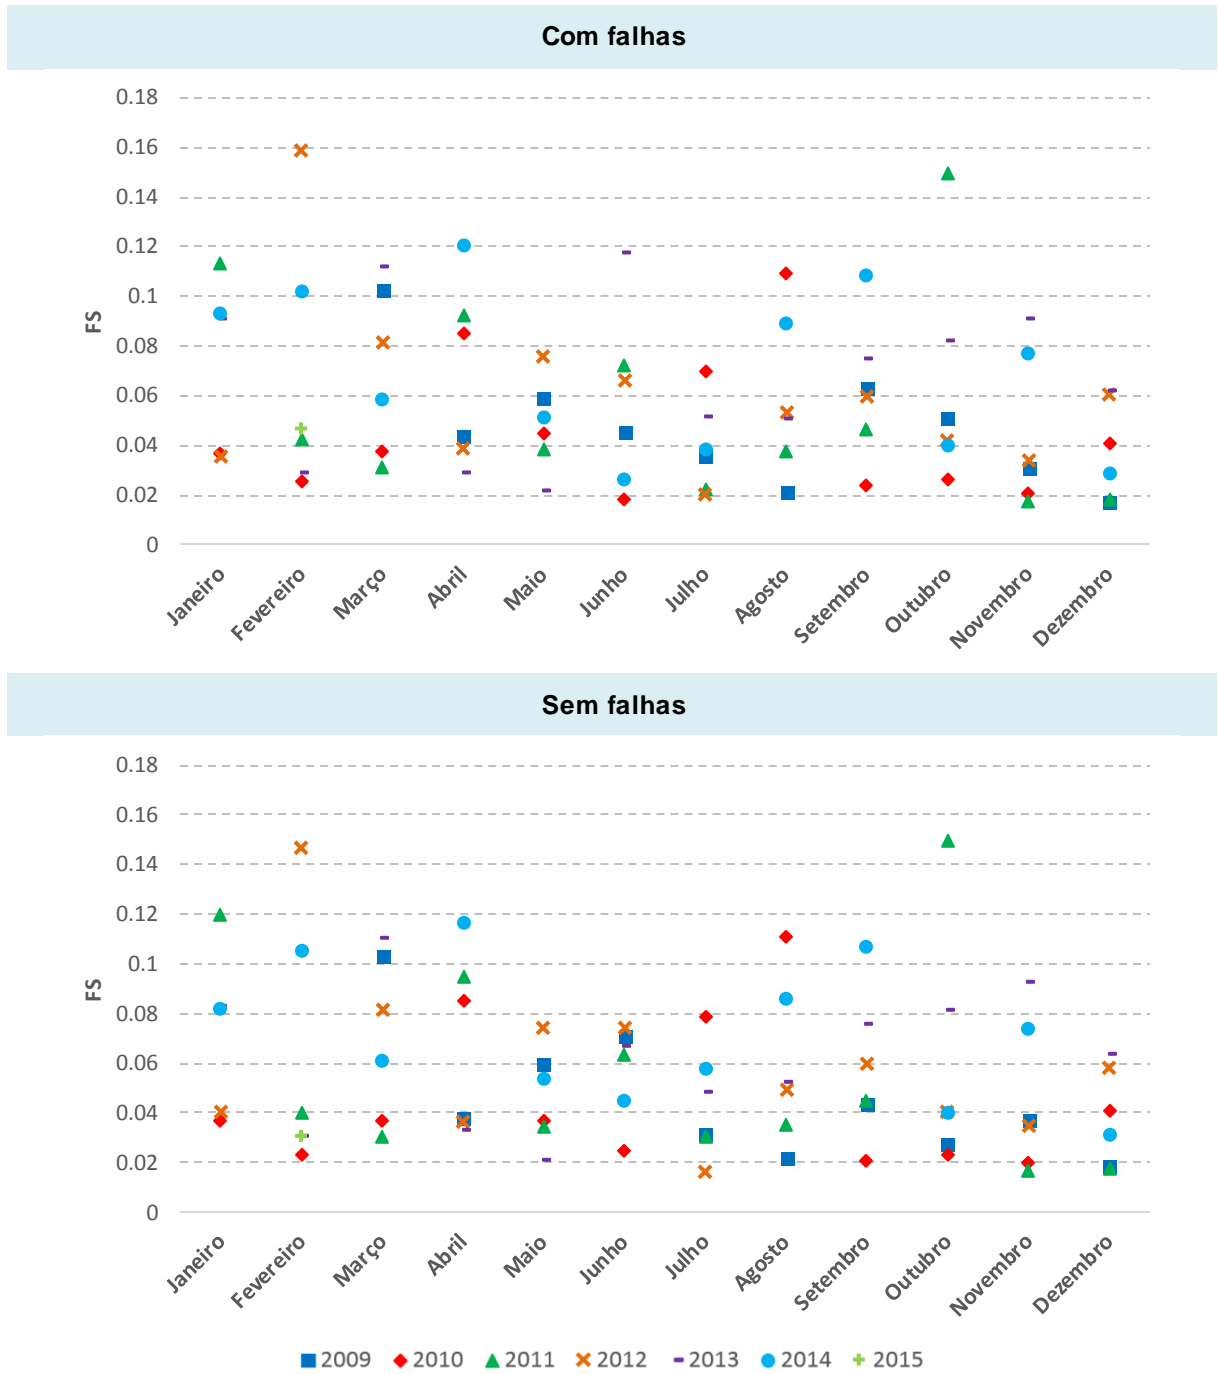 Com falhas
0.18
0.16
0.14
0.12
0.1
0.08
0.06
0.04
0.02
0
FS
Janeiro
Fevereiro
Março
Abril
Maio
Junho
Julho
Agosto
Setembro
Outubro
Novembro
Dezembro
Sem falhas
0.18
0.16
0.14
0.12
0.1
0.08
0.06
0.04
0.02
0
FS
Janeiro
Fevereiro
Março
Abril
Maio
Junho
Julho
Agosto
Setembro
Outubro
Novembro
Dezembro
2009 2010 2011 2012 2013 2014 2015